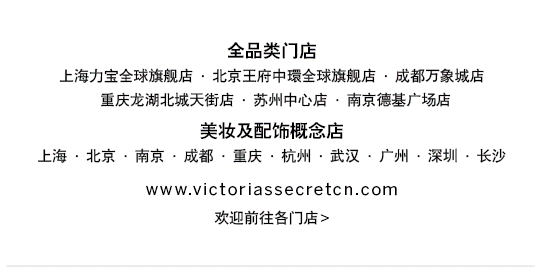 全品类门店
上海力宝全球旗舰店 · 北京王府中環全球旗舰店 · 成都万象城店
重庆龙湖北城天街店 · 苏州中心店 · 南京德基广场店
美妆及配饰概念店
上海 · 北京 · 南京 · 成都 · 重庆 · 杭州 · 武汉 · 广州 · 深圳 · 长沙
www.victoriassecretcn.com
欢迎前往各门店>